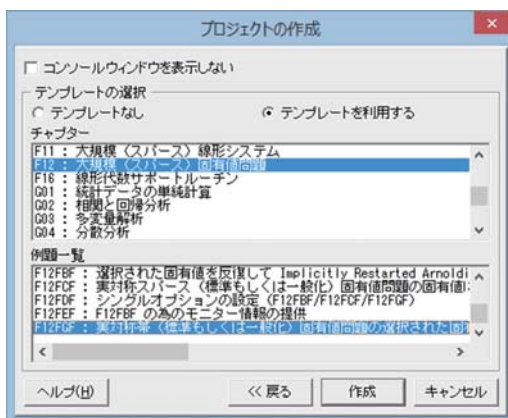 プロジェクトの作成
コンソールウィンドウを表示しない
テンプレートの選択
テンプレートなし
テンプレートを利用する
チャプター
F11 : 大規模（スパース）線形システム
F12 : 大規模（スパース）固有値問題
F16 : 線形代数サポートルーチン
G01 : 統計データの単純計算
G02 : 相関と回帰分析
G03 : 多変量解析
G04 : 分散分析
例題一覧
F12FBF : 選択された固有値を反復して Implicitly Restarted Arnoldi
F12FCF : 実対称スパース（標準もしくは一般化）固有値問題の固有値
F12FDF : シングルオプションの設定（F12FBF/F12FCF/F12FGF）
F12FEF : F12FBF の為のモニター情報の提供
F12FGF : 実対称帯（標準もしくは一般化）固有値問題の選択された固
ヘルプ(H)
<< 戻る
作成
キャンセル